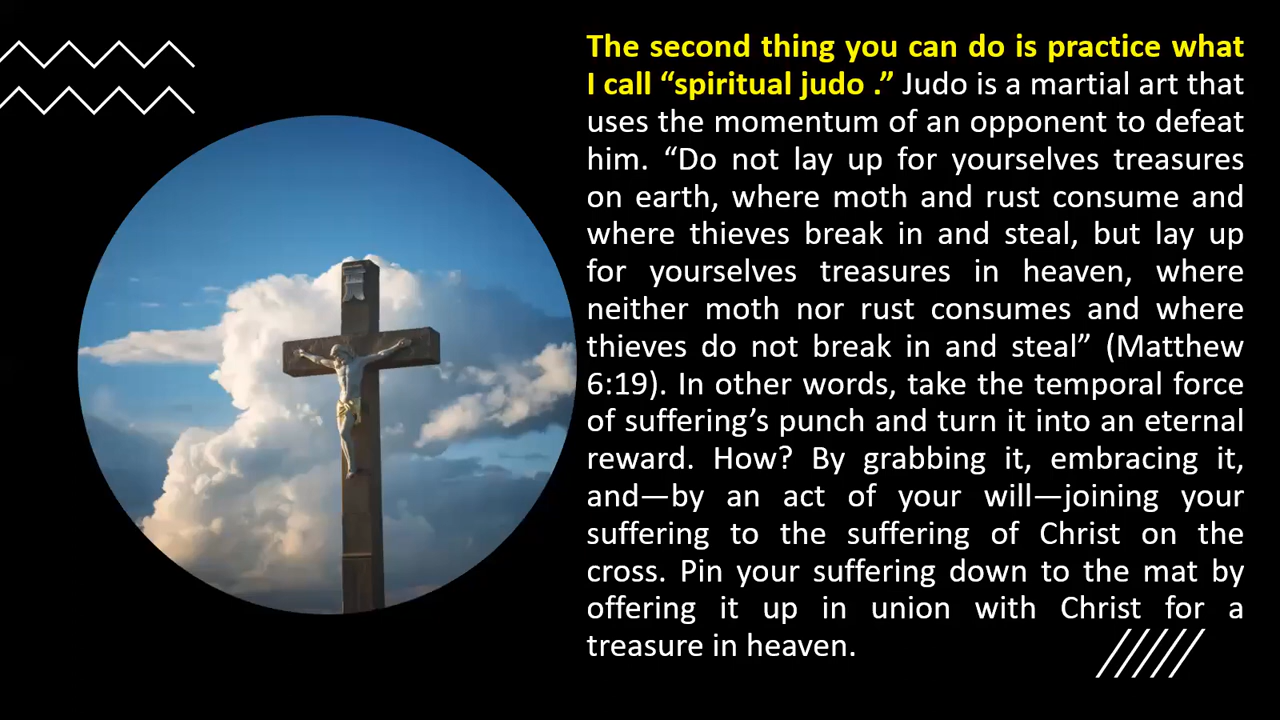 The second thing you can do is practice what
I call “spiritual judo .” Judo is a martial art that
uses the momentum of an opponent to defeat
him. “Do not lay up for yourselves treasures
on earth, where moth and rust consume and
where thieves break in and steal, but lay up
for yourselves treasures in heaven, where
neither moth nor rust consumes and where
thieves do not break in and steal” (Matthew
6:19). In other words, take the temporal force
of suffering’s punch and turn it into an eternal
reward. How? By grabbing it, embracing it,
and—by an act of your will—joining your
suffering to the suffering of Christ on the
cross. Pin your suffering down to the mat by
offering it up in union with Christ for a
treasure in heaven.